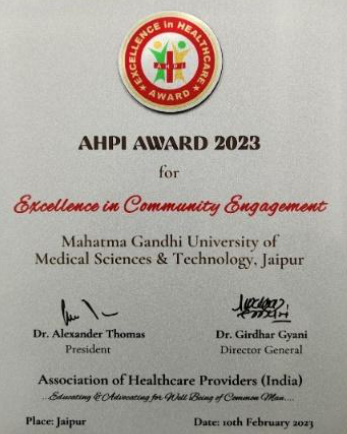 EXCELLENCE in HEALTHCARE
AHPI
AWARD
AHPI AWARD 2023
for
Excellence in Community Engagement
Mahatma Gandhi University of
Medical Sciences & Technology, Jaipur
Dr. Alexander Thomas
President
Dr. Girdhar Gyani
Director General
Association of Healthcare Providers (India)
...Educating & Advocating for Well Being of Common Man....
Place: Jaipur
Date: 10th February 2023